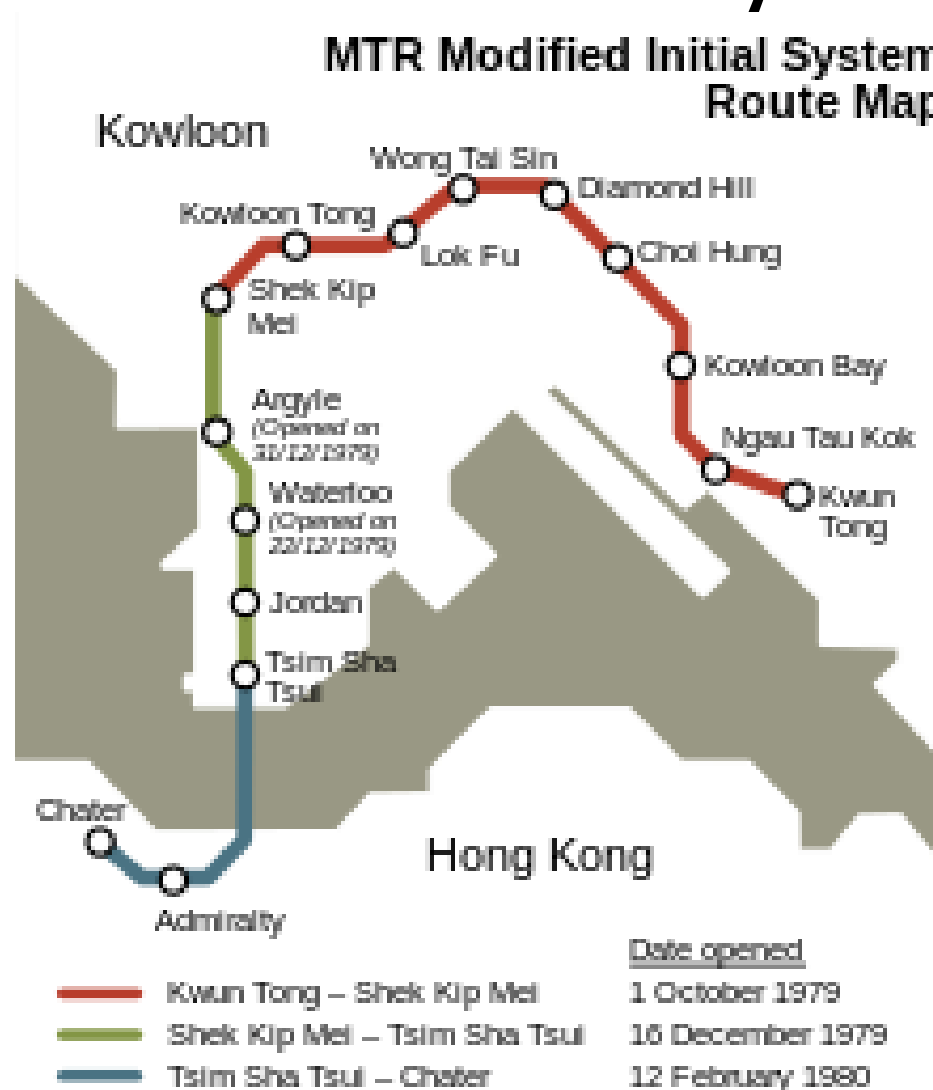 MTR Modified Initial System
Route Map
Kowloon
Wong Tai Sin
Diamond Hill
Kowloon Tong
Lok Fu
Choi Hung
Shek Kip
Mei
Kowloon Bay
Argyle
(Opened on
31/12/1979)
Ngau Tau Kok
Waterloo
(Opened on
22/12/1979)
Kwun
Tong
Jordan
Tsim Sha
Tsui
Chater
Hong Kong
Admiralty
Date opened
Kwun Tong – Shek Kip Mei 1 October 1979
Shek Kip Mei – Tsim Sha Tsui 16 December 1979
Tsim Sha Tsui – Chater 12 February 1980